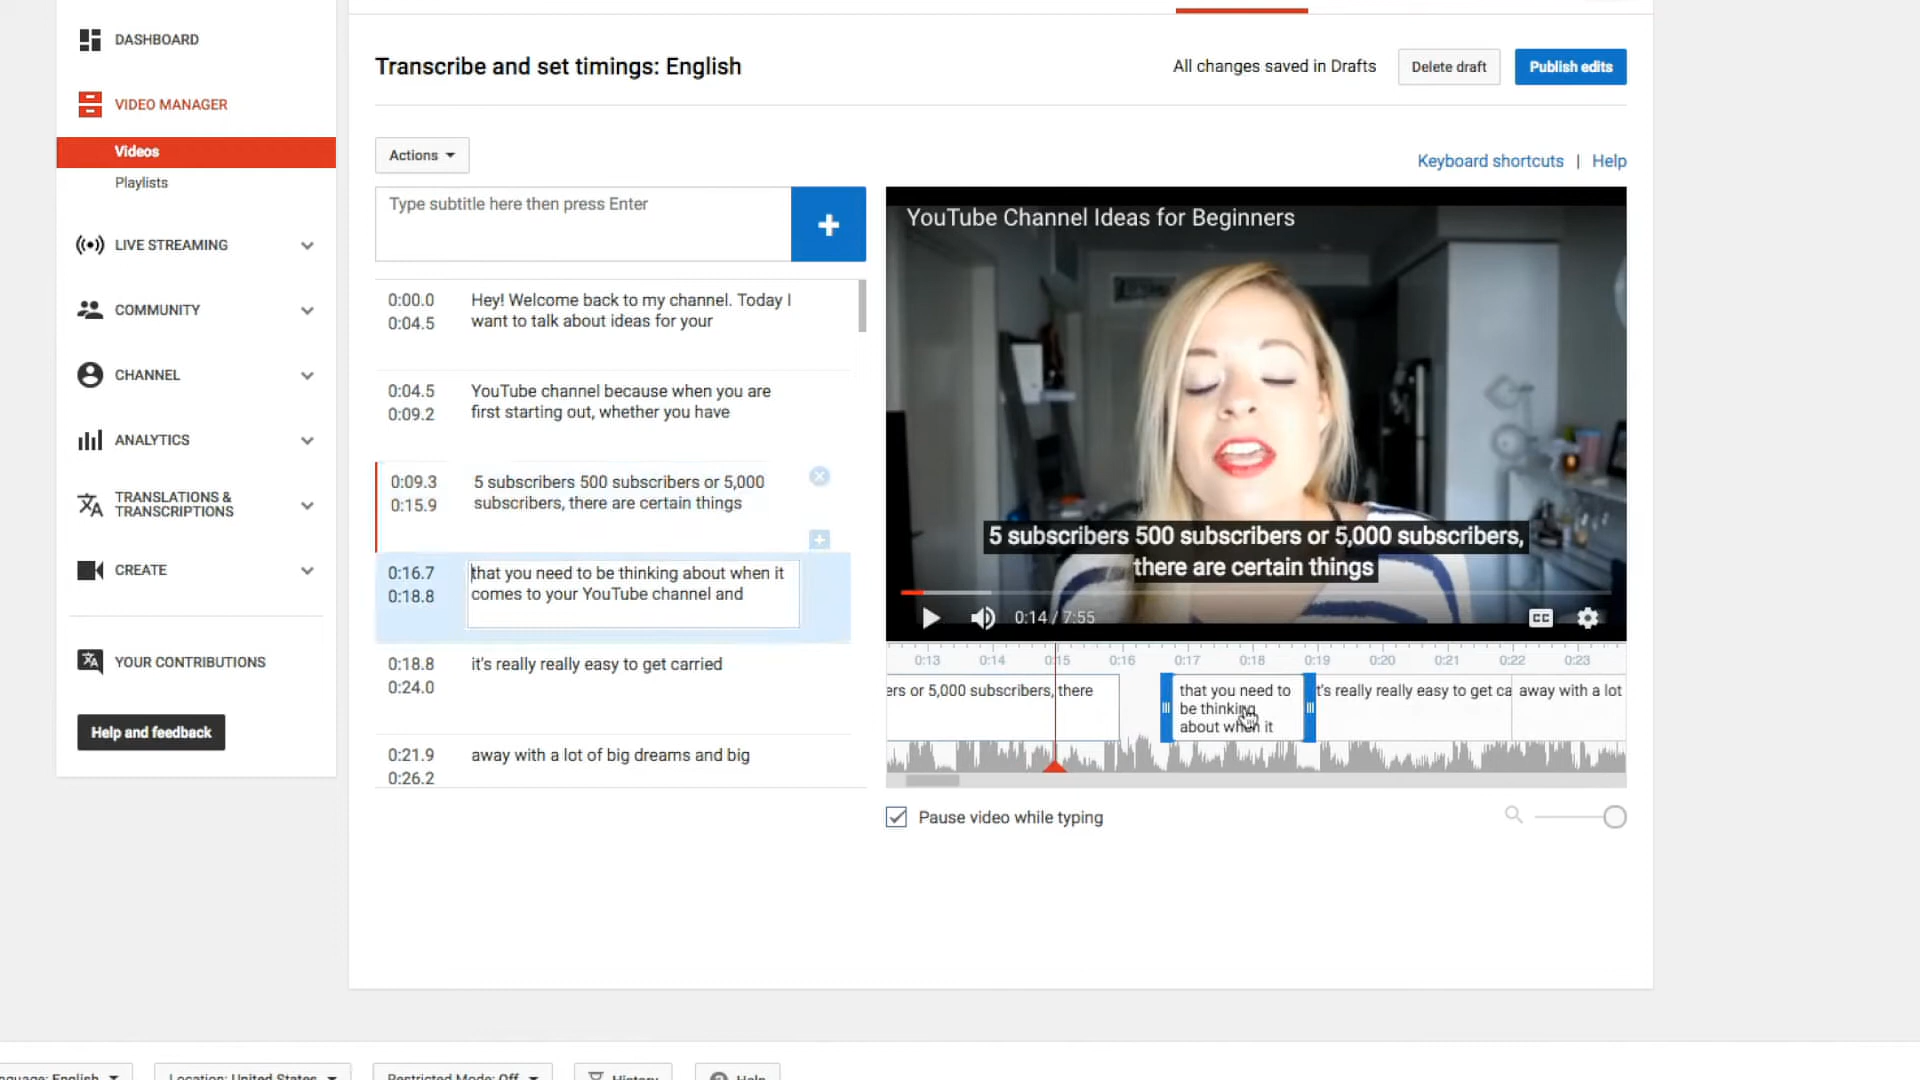 DASHBOARD
VIDEO MANAGER
Videos
Playlists
LIVE STREAMING
COMMUNITY
CHANNEL
ANALYTICS
TRANSLATIONS &
TRANSCRIPTIONS
CREATE
YOUR CONTRIBUTIONS
Help and feedback
Transcribe and set timings: English
All changes saved in Drafts
Delete draft
Publish edits
Actions
Keyboard shortcuts | Help
Type subtitle here then press Enter
0:00.0 Hey! Welcome back to my channel. Today I
0:04.5 want to talk about ideas for your
0:04.5 YouTube channel because when you are
0:09.2 first starting out, whether you have
0:09.3 5 subscribers 500 subscribers or 5,000
0:15.9 subscribers, there are certain things
0:16.7 that you need to be thinking about when it
0:18.8 comes to your YouTube channel and
0:18.8 it's really really easy to get carried
0:24.0
0:21.9 away with a lot of big dreams and big
0:26.2
YouTube Channel Ideas for Beginners
5 subscribers 500 subscribers or 5,000 subscribers,
there are certain things
0:14 / 7:55
CC
0:13 0:14 0:15 0:16 0:17 0:18 0:19 0:20 0:21 0:22 0:23
ers or 5,000 subscribers, there
that you need to
be thinking
about when it
t's really really easy to get ca
away with a lot
Pause video while typing
nguage: English
Location: United States
Restricted Mode: Off
History
Help